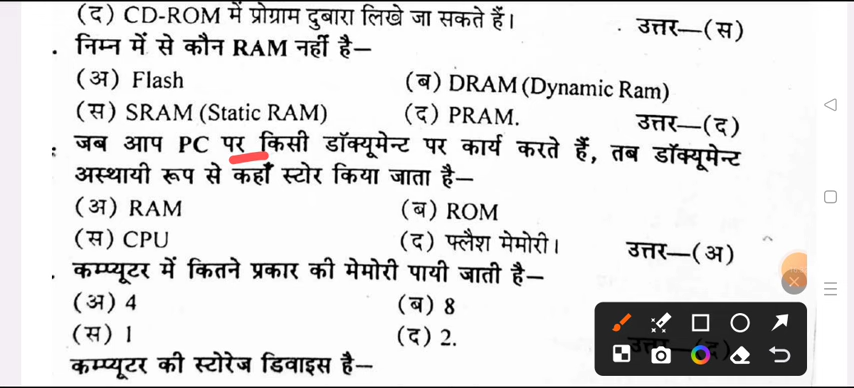 (द) CD-ROM में प्रोग्राम दुबारा लिखे जा सकते हैं। उत्तर—(स)
. निम्न में से कौन RAM नहीं है—
(अ) Flash (ब) DRAM (Dynamic Ram)
(स) SRAM (Static RAM) (द) PRAM. उत्तर—(द)
जब आप PC पर किसी डॉक्यूमेन्ट पर कार्य करते हैं, तब डॉक्यूमेन्ट
अस्थायी रूप से कहाँ स्टोर किया जाता है—
(अ) RAM (ब) ROM
(स) CPU (द) फ्लैश मेमोरी। उत्तर—(अ)
. कम्प्यूटर में कितने प्रकार की मेमोरी पायी जाती है—
(अ) 4 (ब) 8
(स) 1 (द) 2. उत्तर—(द)
कम्प्यूटर की स्टोरेज डिवाइस है—